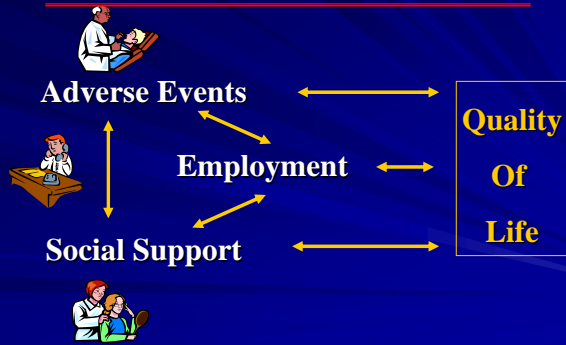 Adverse Events
Employment
Social Support
Quality
Of
Life